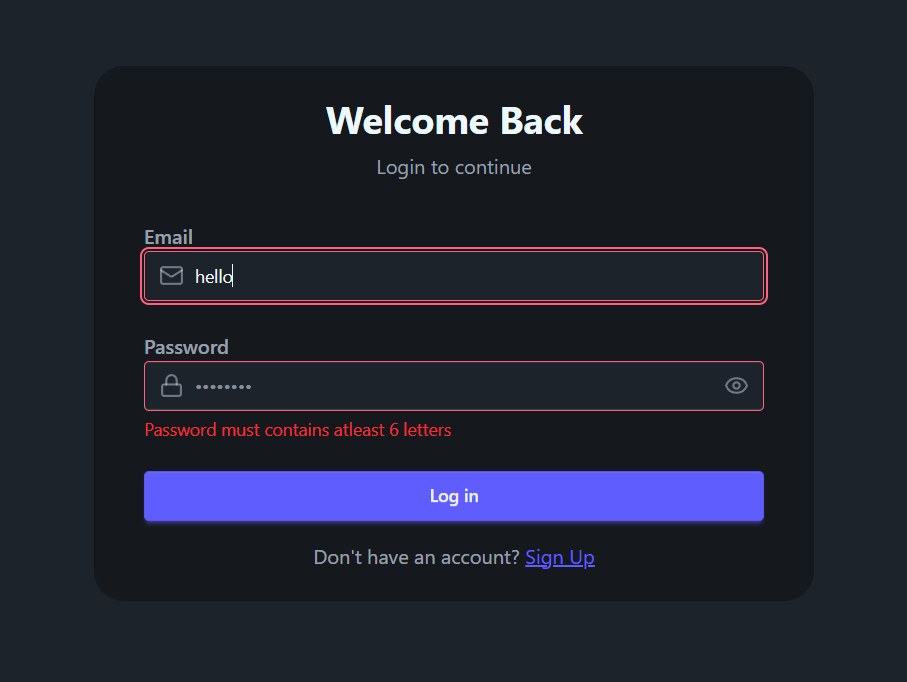 Welcome Back
Login to continue
Email
hello
Password
••••••••
Password must contains atleast 6 letters
Log in
Don't have an account? Sign Up